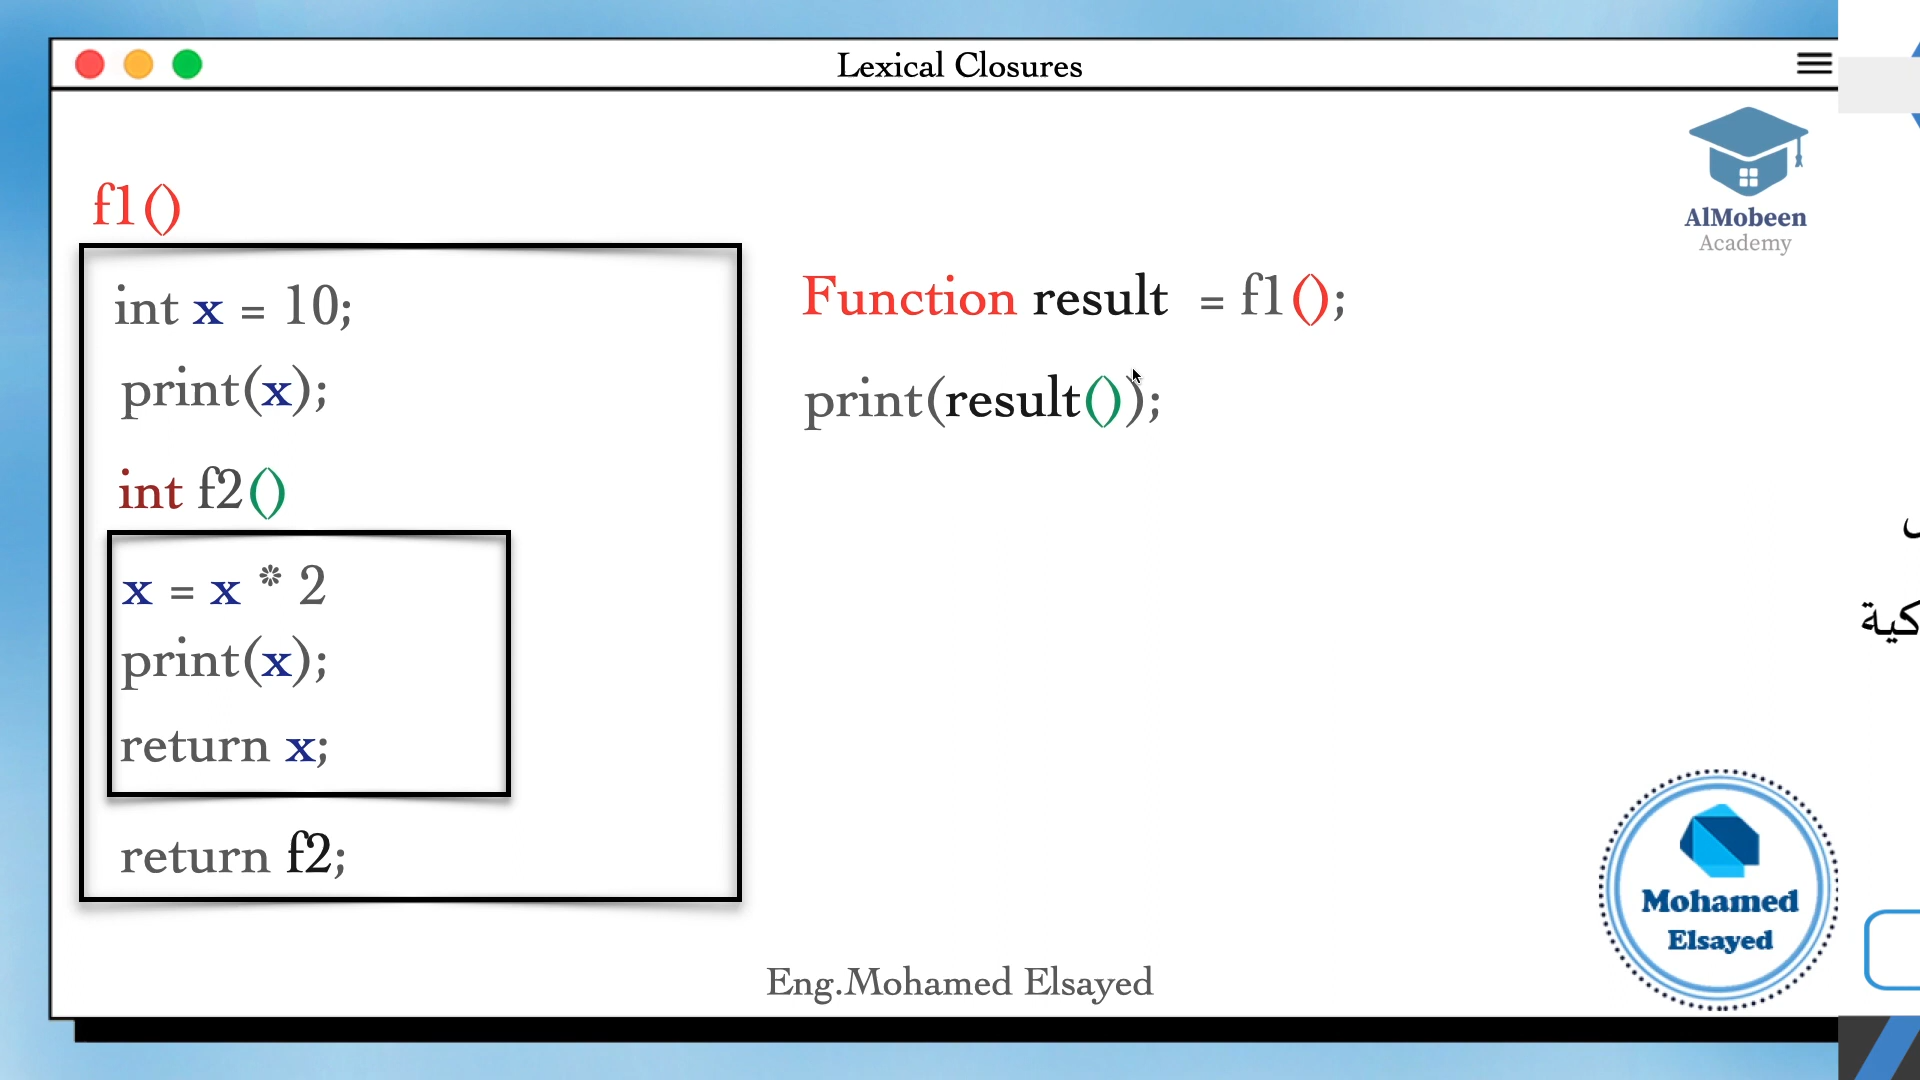 Lexical Closures
AlMobeen
Academy
f1()
int x = 10;
print(x);
int f2()
x = x * 2
print(x);
return x;
return f2;
Function result = f1();
print(result());
كية
Mohamed
Elsayed
Eng.Mohamed Elsayed